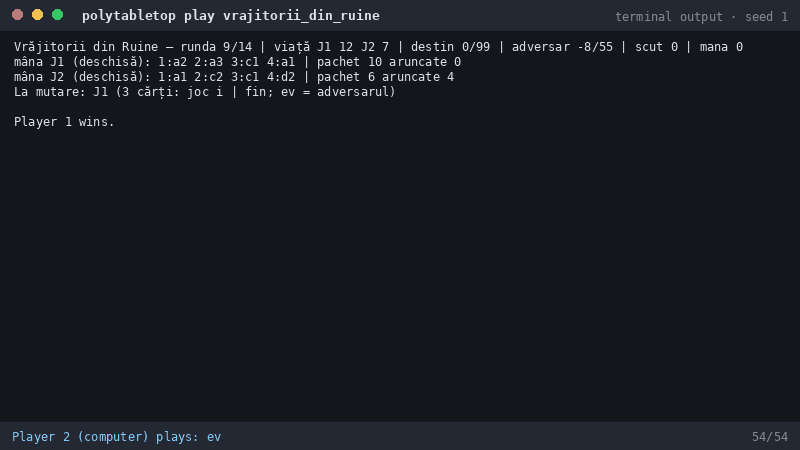 polytabletop play vrajitorii_din_ruine
terminal output · seed 1
Vrăjitorii din Ruine — runda 9/14 | viață J1 12 J2 7 | destin 0/99 | adversar -8/55 | scut 0 | mana 0
mâna J1 (deschisă): 1:a2 2:a3 3:c1 4:a1 | pachet 10 aruncate 0
mâna J2 (deschisă): 1:a1 2:c2 3:c1 4:d2 | pachet 6 aruncate 4
La mutare: J1 (3 cărți: joc i | fin; ev = adversarul)
Player 1 wins.
Player 2 (computer) plays: ev
54/54